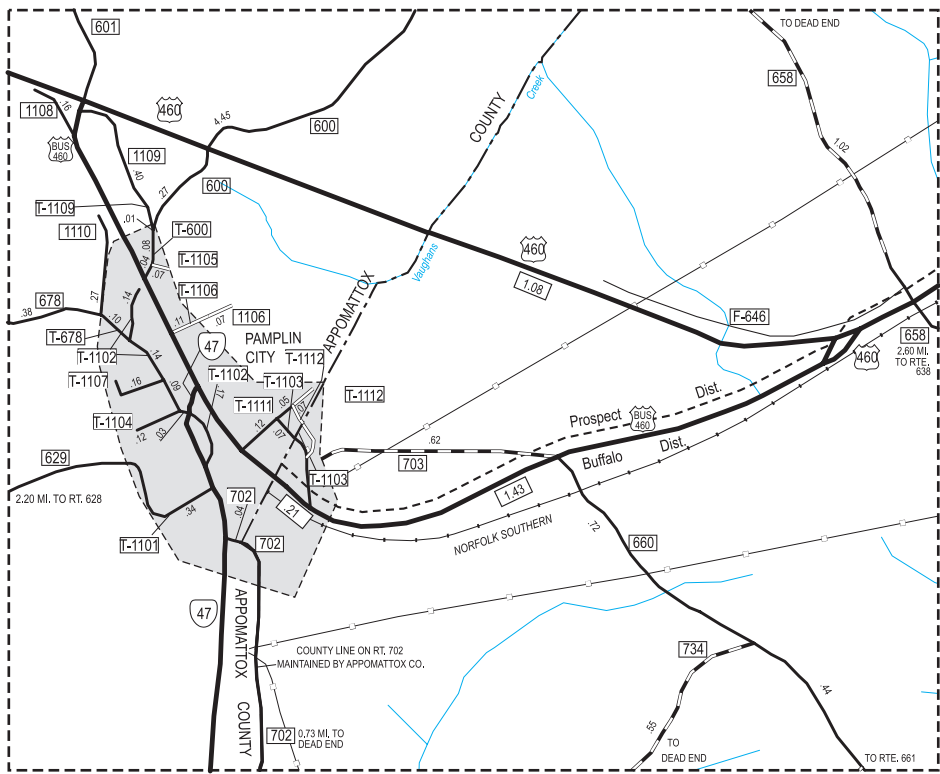 601
TO DEAD END
658
1108
.16
460
4.45
600
COUNTY
Creek
BUS
460
1109
.40
1.02
.27
600
T-1109
.01
T-600
1110
.08
.04
T-1105
.07
Vaughans
460
1.08
678
.38
.27
.14
T-1106
.10
.11
.07
1106
APPOMATTOX
F-646
T-678
T-1102
.14
47
PAMPLIN
CITY
T-1112
658
2.60 MI.
TO RTE.
638
460
T-1107
.16
.09
T-1102
.17
T-1103
.05
.07
T-1112
T-1111
T-1104
.12
.03
.12
.07
Prospect
Dist.
BUS
460
Buffalo
Dist.
.62
703
629
2.20 MI. TO RT. 628
T-1103
702
.21
1.43
.34
.04
NORFOLK SOUTHERN
.72
T-1101
702
660
47
APPOMATTOX
COUNTY
COUNTY LINE ON RT. 702
MAINTAINED BY APPOMATTOX CO.
734
.44
702
0.73 MI. TO
DEAD END
.55
TO
DEAD END
TO RTE. 661